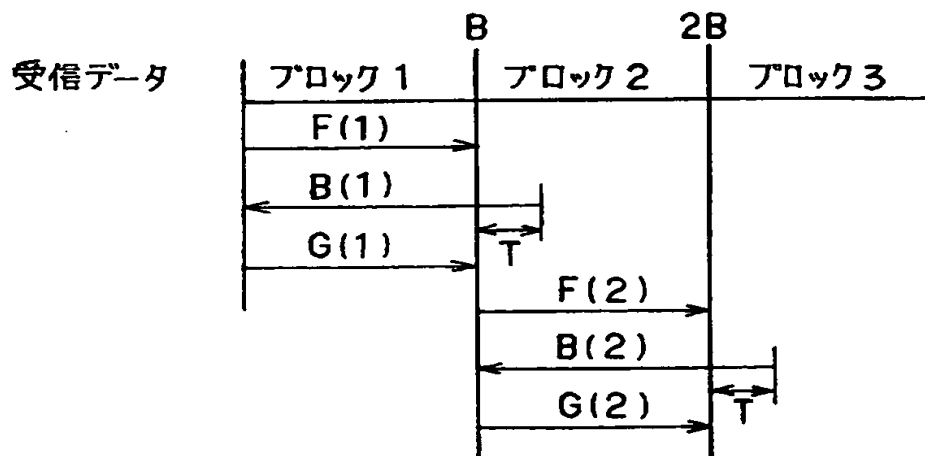 B 2B
受信データ ブロック1 ブロック2 ブロック3
F(1)
B(1)
T
G(1)
F(2)
B(2)
T
G(2)